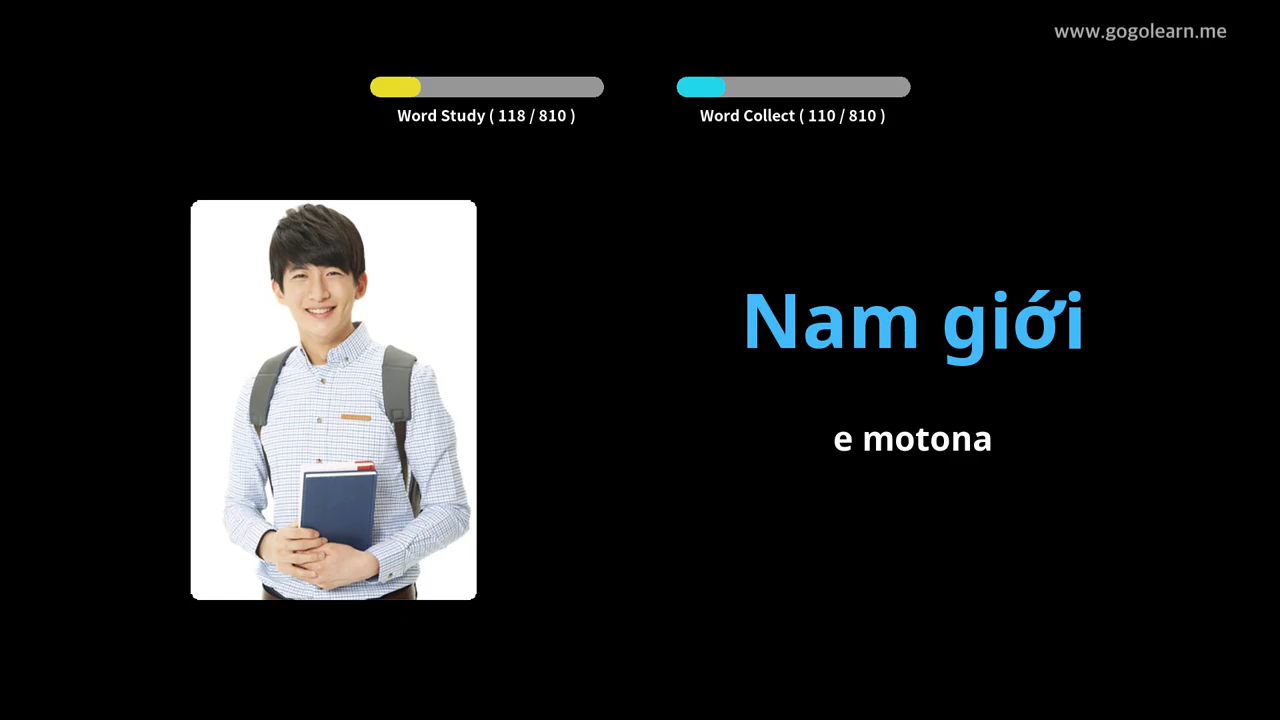 www.gogolearn.me
Word Study ( 118 / 810 )
Word Collect ( 110 / 810 )
Nam giới
e motona